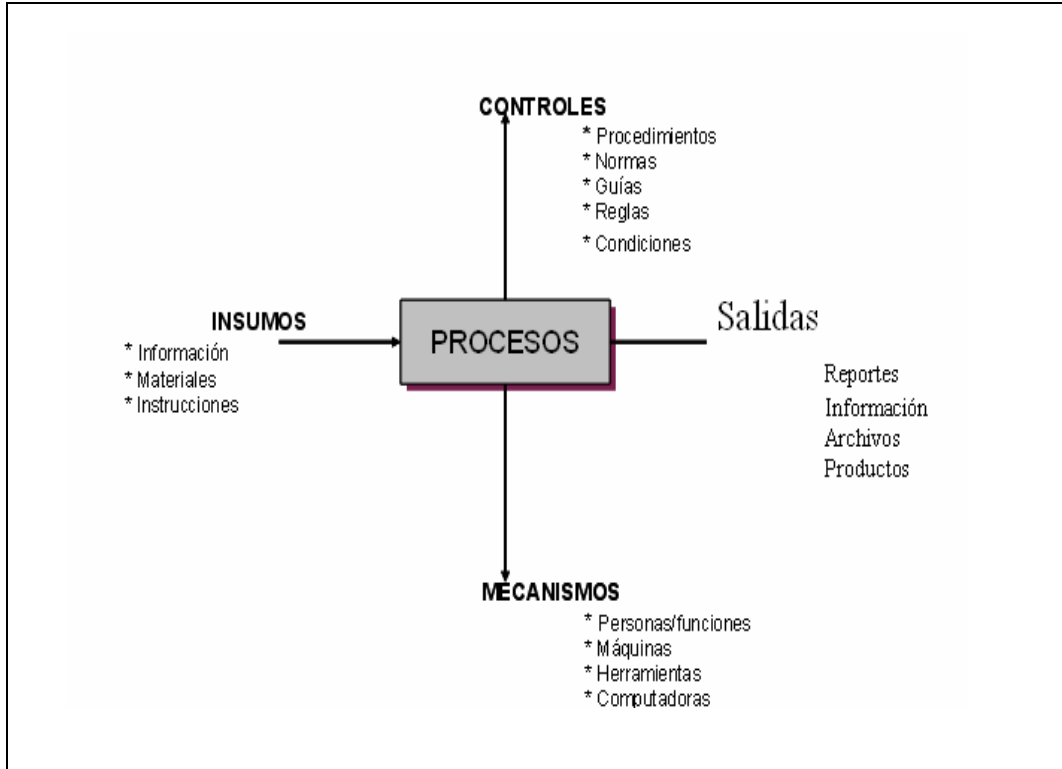 CONTROLES
* Procedimientos
* Normas
* Guías
* Reglas
* Condiciones
INSUMOS
* Información
* Materiales
* Instrucciones
PROCESOS
Salidas
Reportes
Información
Archivos
Productos
MECANISMOS
* Personas/funciones
* Máquinas
* Herramientas
* Computadoras